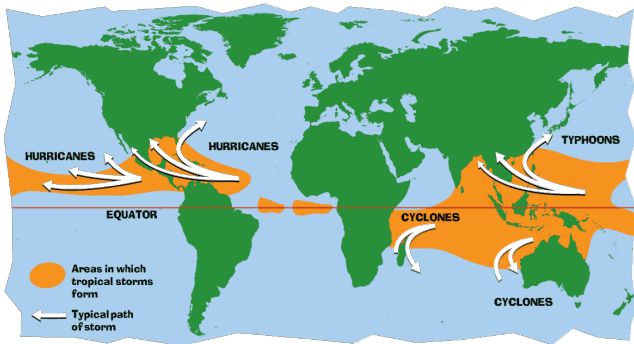 TYPHOONS
HURRICANES
HURRICANES
EQUATOR
CYCLONES
Areas in which
tropical storms
form
CYCLONES
Typical path
of storm